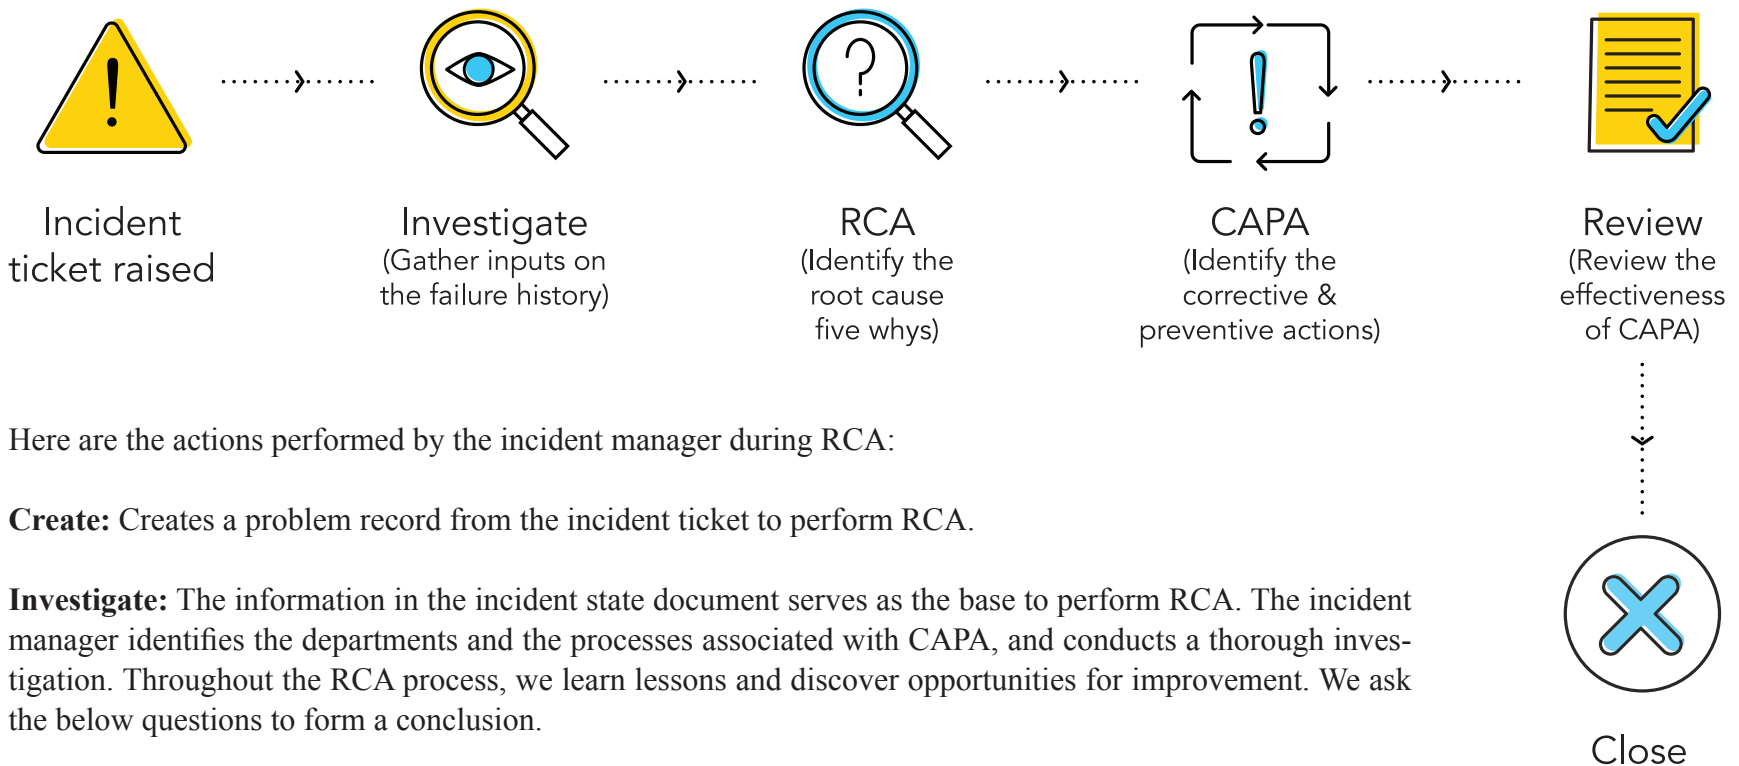 Incident
ticket raised
Investigate
(Gather inputs on
the failure history)
RCA
(Identify the
root cause
five whys)
CAPA
(Identify the
corrective &
preventive actions)
Review
(Review the
effectiveness
of CAPA)
Close
Here are the actions performed by the incident manager during RCA:
Create: Creates a problem record from the incident ticket to perform RCA.
Investigate: The information in the incident state document serves as the base to perform RCA. The incident
manager identifies the departments and the processes associated with CAPA, and conducts a thorough inves-
tigation. Throughout the RCA process, we learn lessons and discover opportunities for improvement. We ask
the below questions to form a conclusion.